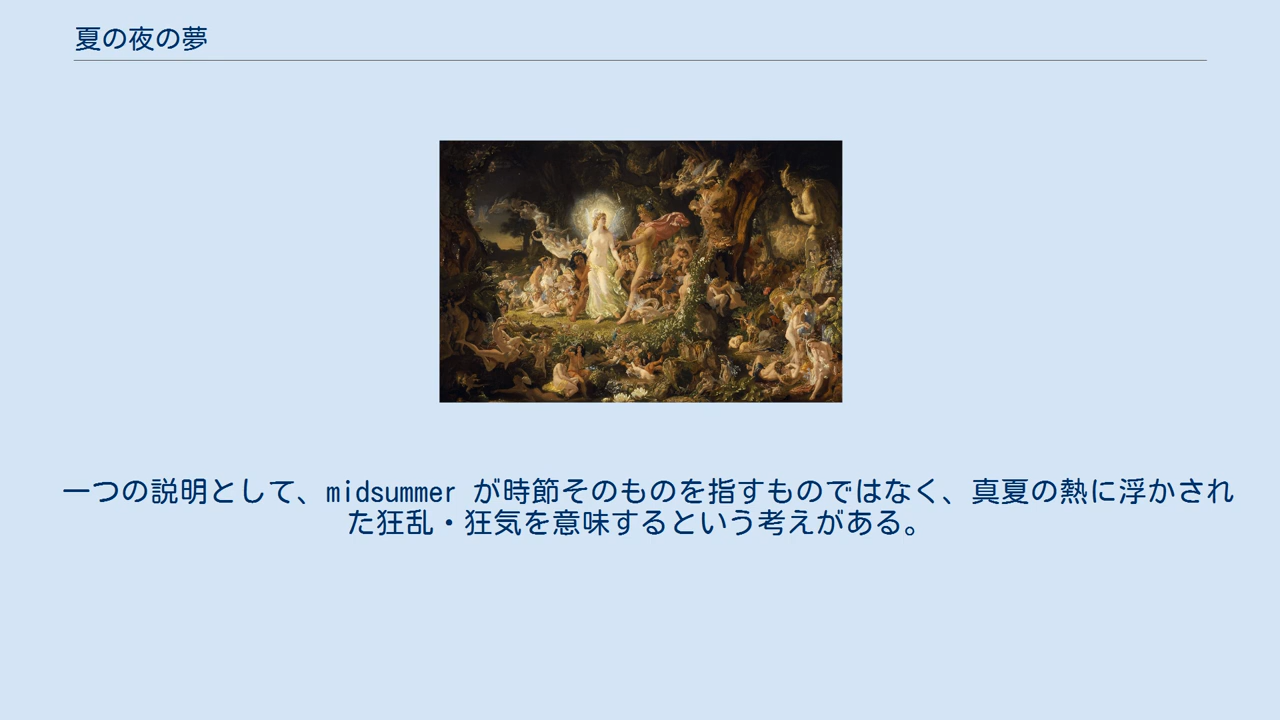 夏の夜の夢
一つの説明として、midsummer が時節そのものを指すものではなく、真夏の熱に浮かされ
た狂乱・狂気を意味するという考えがある。